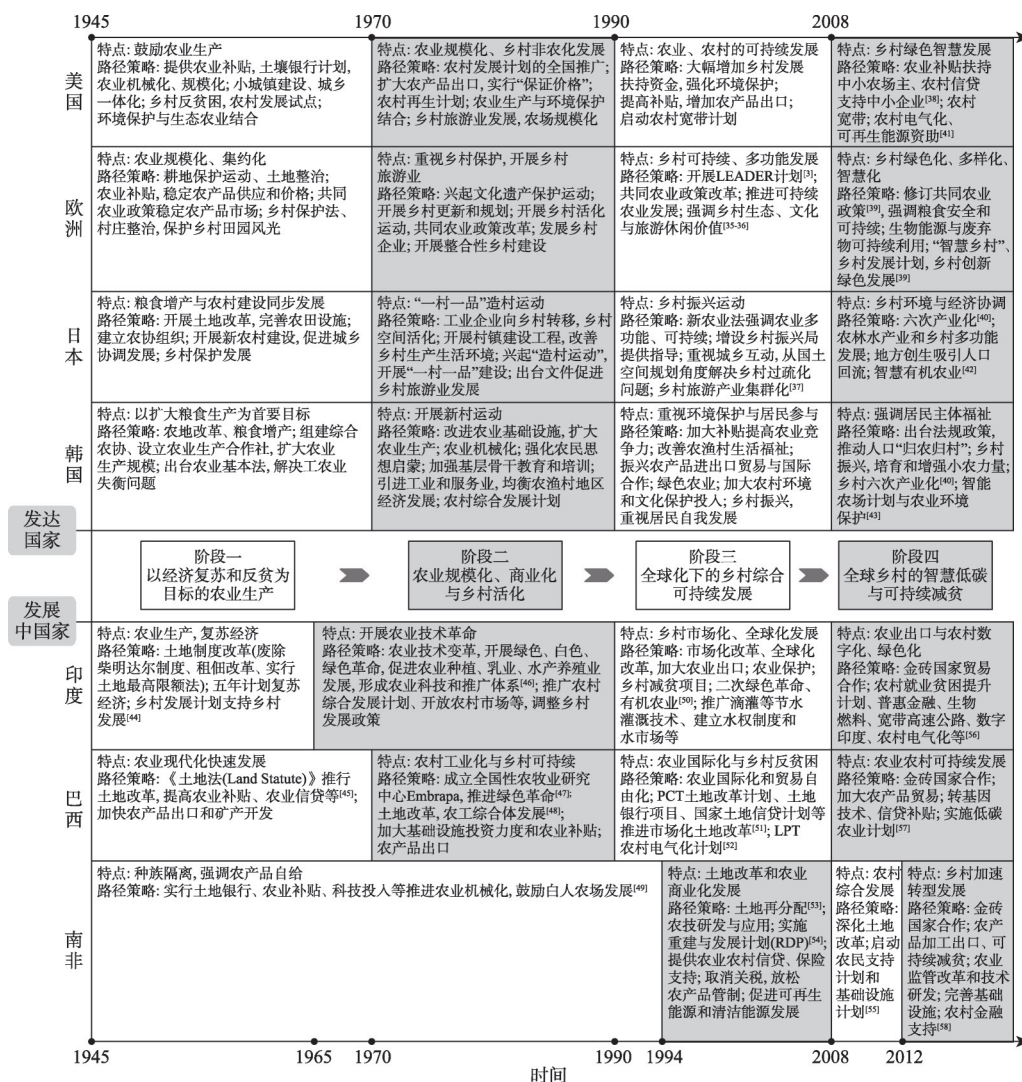 1945
1970
1990
2008
美国
特点: 鼓励农业生产
路径策略: 提供农业补贴, 土壤银行计划,
农业机械化、规模化; 小城镇建设、城乡
一体化; 乡村反贫困, 农村发展试点;
环境保护与生态农业结合
特点: 农业规模化、乡村非农化发展
路径策略: 农村发展计划的全国推广;
扩大农产品出口, 实行“保证价格”;
农村再生计划; 农业生产与环境保护
结合; 乡村旅游业发展, 农场规模化
特点: 农业、农村的可持续发展
路径策略: 大幅增加乡村发展
扶持资金, 强化环境保护;
提高补贴, 增加农产品出口;
启动农村宽带计划
特点: 乡村绿色智慧发展
路径策略: 农业补贴扶持
中小农场主、农村信贷
支持中小企业[38]; 农村
宽带; 农村电气化、
可再生能源资助[41]
欧洲
特点: 农业规模化、集约化
路径策略: 耕地保护运动、土地整治;
农业补贴, 稳定农产品供应和价格; 共同
农业政策稳定农产品市场; 乡村保护法、
村庄整治, 保护乡村田园风光
特点: 重视乡村保护, 开展乡村
旅游业
路径策略: 兴起文化遗产保护运动;
开展乡村更新和规划; 开展乡村活化
运动, 共同农业政策改革; 发展乡村
企业; 开展整合性乡村建设
特点: 乡村可持续、多功能发展
路径策略: 开展LEADER计划[3];
共同农业政策改革; 推进可持续
农业发展; 强调乡村生态、文化
与旅游休闲价值[35-36]
特点: 乡村绿色化、多样化、
智慧化
路径策略: 修订共同农业
政策[39], 强调粮食安全和
可持续; 生物能源与废弃
物可持续利用; “智慧乡村”、
乡村发展计划, 乡村创新
绿色发展[39]
日本
特点: 粮食增产与农村建设同步发展
路径策略: 开展土地改革, 完善农田设施;
建立农协组织; 开展新农村建设, 促进城乡
协调发展; 乡村保护发展
特点: “一村一品”造村运动
路径策略: 工业企业向乡村转移, 乡村
空间活化; 开展村镇建设工程, 改善
乡村生产生活环境; 兴起“造村运动”,
开展“一村一品”建设; 出台文件促进
乡村旅游业发展
特点: 乡村振兴运动
路径策略: 新农业法强调农业多
功能、可持续; 增设乡村振兴局
提供指导; 重视城乡互动, 从国土
空间规划角度解决乡村过疏化
问题; 乡村旅游产业集群化[37]
特点: 乡村环境与经济协调
路径策略: 六次产业化[40];
农林水产业和乡村多功能
发展; 地方创生吸引人口
回流; 智慧有机农业[42]
韩国
特点: 以扩大粮食生产为首要目标
路径策略: 农地改革、粮食增产; 组建综合
农协、设立农业生产合作社, 扩大农业
生产规模; 出台农业基本法, 解决工农业
失衡问题
特点: 开展新村运动
路径策略: 改进农业基础设施, 扩大
农业生产; 农业机械化; 强化农民思
想启蒙; 加强基层骨干教育和培训;
引进工业和服务业, 均衡农渔村地区
经济发展; 农村综合发展计划
特点: 重视环境保护与居民参与
路径策略: 加大补贴提高农业竞
争力; 改善农渔村生活福祉;
振兴农产品进出口贸易与国际
合作; 绿色农业; 加大农村环境
和文化保护投入; 乡村振兴,
重视居民自我发展
特点: 强调居民主体福祉
路径策略: 出台法规政策,
推动人口“归农归村”; 乡村
振兴, 培育和增强小农力量;
乡村六次产业化[40]; 智能
农场计划与农业环境
保护[43]
发达
国家
阶段一
以经济复苏和反贫为
目标的农业生产
阶段二
农业规模化、商业化
与乡村活化
阶段三
全球化下的乡村综合
可持续发展
阶段四
全球乡村的智慧低碳
与可持续减贫
发展
中国家
印度
特点: 农业生产, 复苏经济
路径策略: 土地制度改革(废除
柴明达尔制度、租佃改革、实行
土地最高限额法); 五年计划复苏
经济; 乡村发展计划支持乡村
发展[44]
特点: 开展农业技术革命
路径策略: 农业技术变革, 开展绿色、白色、
绿色革命, 促进农业种植、乳业、水产养殖业
发展, 形成农业科技和推广体系[46]; 推广农村
综合发展计划、开放农村市场等, 调整乡村
发展政策
特点: 乡村市场化、全球化发展
路径策略: 市场化改革、全球化
改革, 加大农业出口; 农业保护;
乡村减贫项目; 二次绿色革命、
有机农业[50]; 推广滴灌等节水
灌溉技术、建立水权制度和
水市场等
特点: 农业出口与农村数
字化、绿色化
路径策略: 金砖国家贸易
合作; 农村就业贫困提升
计划、普惠金融、生物
燃料、宽带高速公路、数字
印度、农村电气化等[56]
巴西
特点: 农业现代化快速发展
路径策略: 《土地法(Land Statute)》推行
土地改革, 提高农业补贴、农业信贷等[45];
加快农产品出口和矿产开发
特点: 农村工业化与乡村可持续
路径策略: 成立全国性农牧业研究
中心Embrapa, 推进绿色革命[47];
土地改革, 农工综合体发展[48];
加大基础设施投资力度和农业补贴;
农产品出口
特点: 农业国际化与乡村反贫困
路径策略: 农业国际化和贸易自
由化; PCT土地改革计划、土地
银行项目、国家土地信贷计划等
推进市场化土地改革[51]; LPT
农村电气化计划[52]
特点: 农业农村可持续发展
路径策略: 金砖国家合作;
加大农产品贸易; 转基因
技术、信贷补贴; 实施低碳
农业计划[57]
南非
特点: 种族隔离, 强调农产品自给
路径策略: 实行土地银行、农业补贴、科技投入等推进农业机械化, 鼓励白人农场发展[49]
特点: 土地改革和农业
商业化发展
路径策略: 土地再分配[53];
农技研发与应用; 实施
重建与发展计划(RDP)[54];
提供农业农村信贷、保险
支持; 取消关税, 放松
农产品管制; 促进可再生
能源和清洁能源发展
特点: 农村
综合发展
路径策略:
深化土地
改革; 启动
农民支持
计划和
基础设施
计划[55]
特点: 乡村加速
转型发展
路径策略: 金砖
国家合作; 农产
品加工出口、可
持续减贫; 农业
监管改革和技术
研发; 完善基础
设施; 农村金融
支持[58]
1945
1965
1970
1990
1994
2008
2012
时间